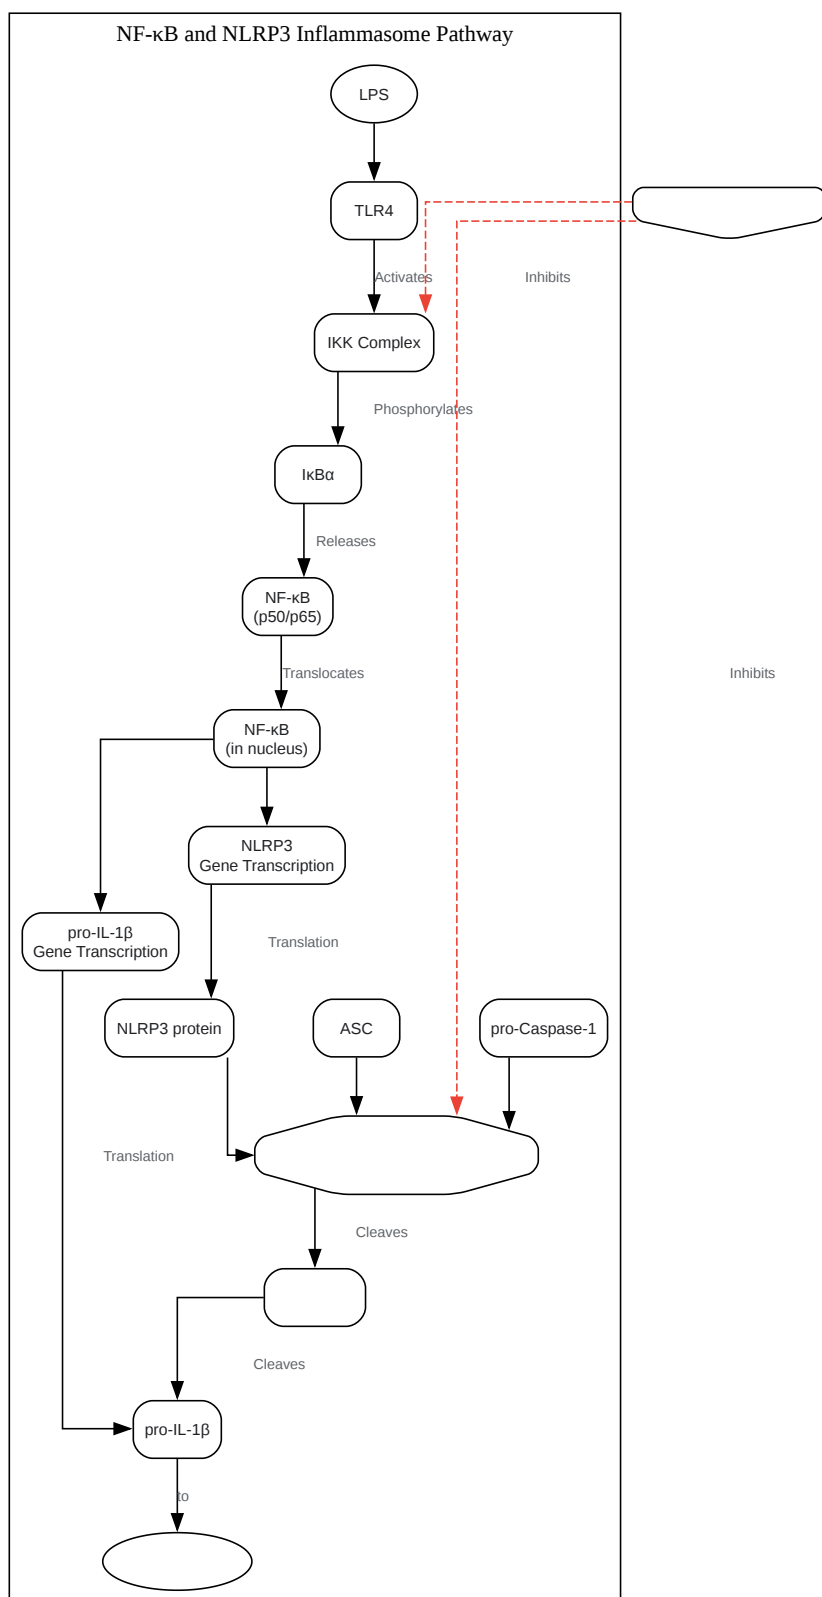 NF-κB and NLRP3 Inflammasome Pathway
LPS
TLR4
Activates
Inhibits
IKK Complex
Phosphorylates
IκBα
Releases
NF-κB
(p50/p65)
Translocates
Inhibits
NF-κB
(in nucleus)
NLRP3
Gene Transcription
pro-IL-1β
Gene Transcription
Translation
NLRP3 protein
ASC
pro-Caspase-1
Translation
Cleaves
Cleaves
pro-IL-1β
to